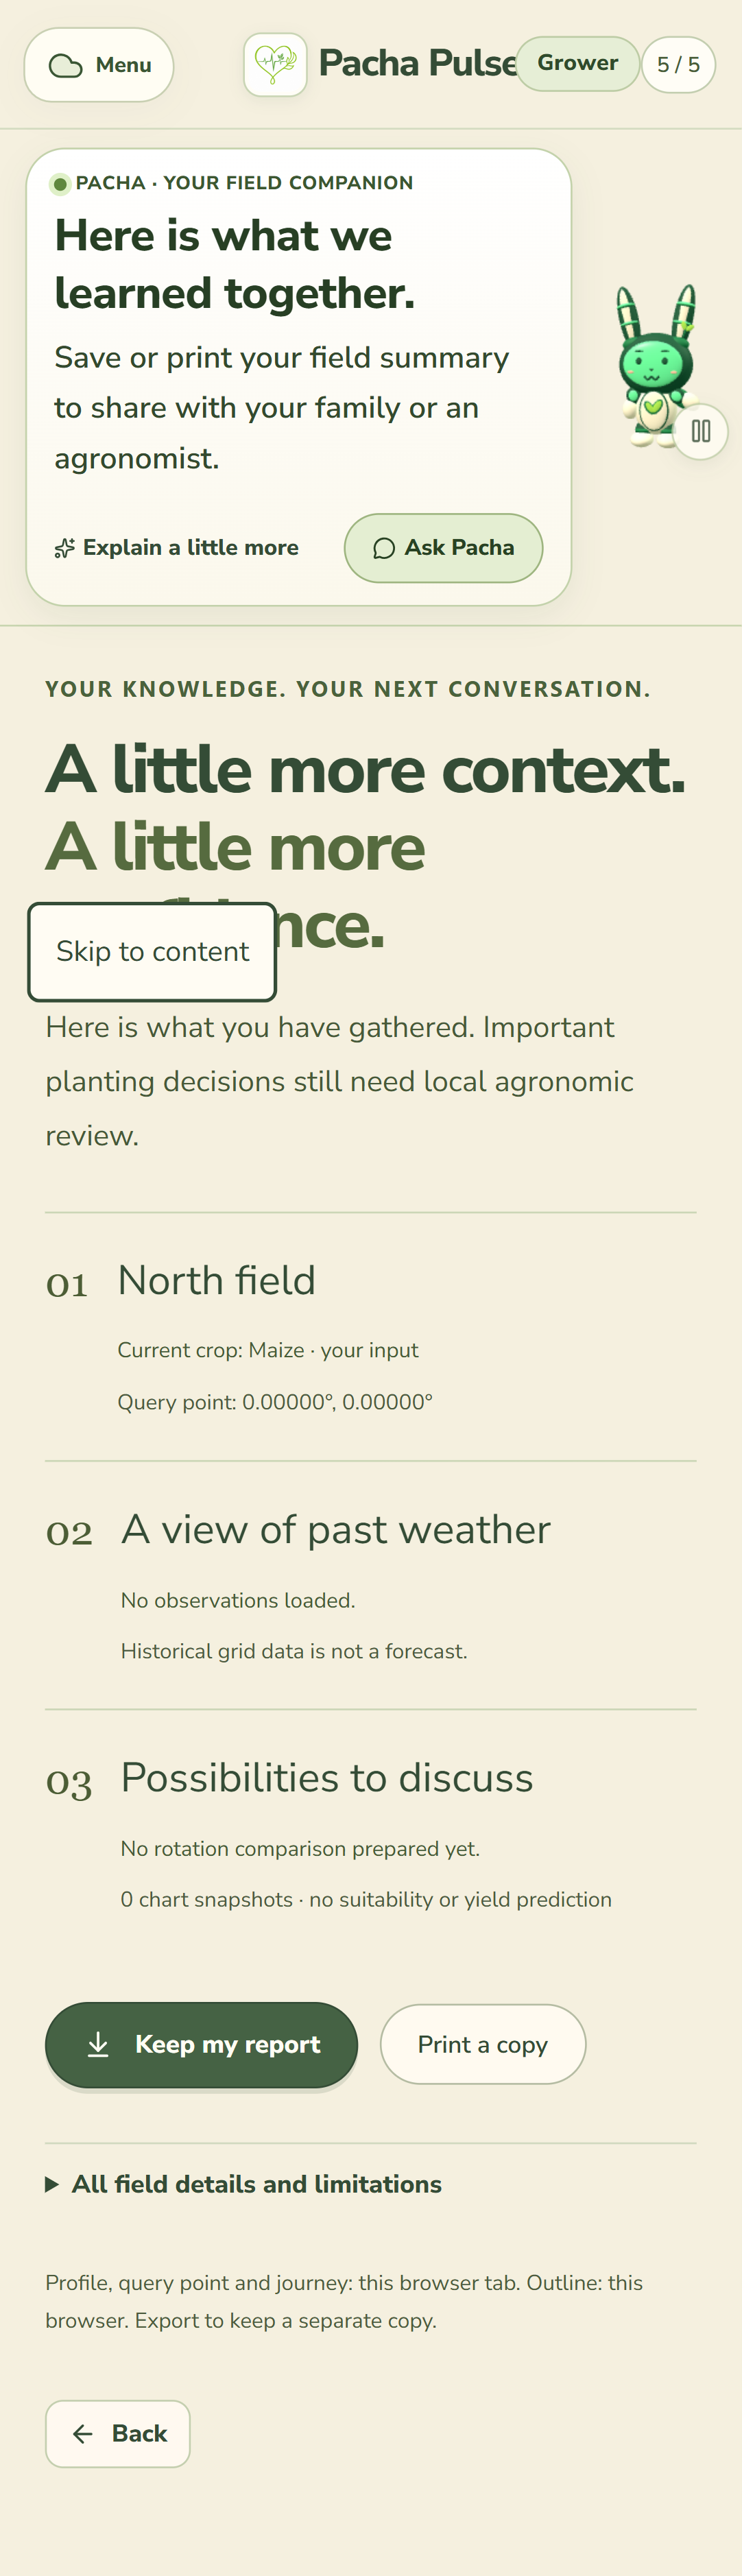 Menu
Pacha Pulse
Grower
5 / 5
PACHA · YOUR FIELD COMPANION
Here is what we
learned together.
Save or print your field summary
to share with your family or an
agronomist.
Explain a little more
Ask Pacha
YOUR KNOWLEDGE. YOUR NEXT CONVERSATION.
A little more context.
A little more
nce.
Skip to content
Here is what you have gathered. Important
planting decisions still need local agronomic
review.
01 North field
Current crop: Maize · your input
Query point: 0.00000°, 0.00000°
02 A view of past weather
No observations loaded.
Historical grid data is not a forecast.
03 Possibilities to discuss
No rotation comparison prepared yet.
0 chart snapshots · no suitability or yield prediction
Keep my report
Print a copy
All field details and limitations
Profile, query point and journey: this browser tab. Outline: this
browser. Export to keep a separate copy.
Back